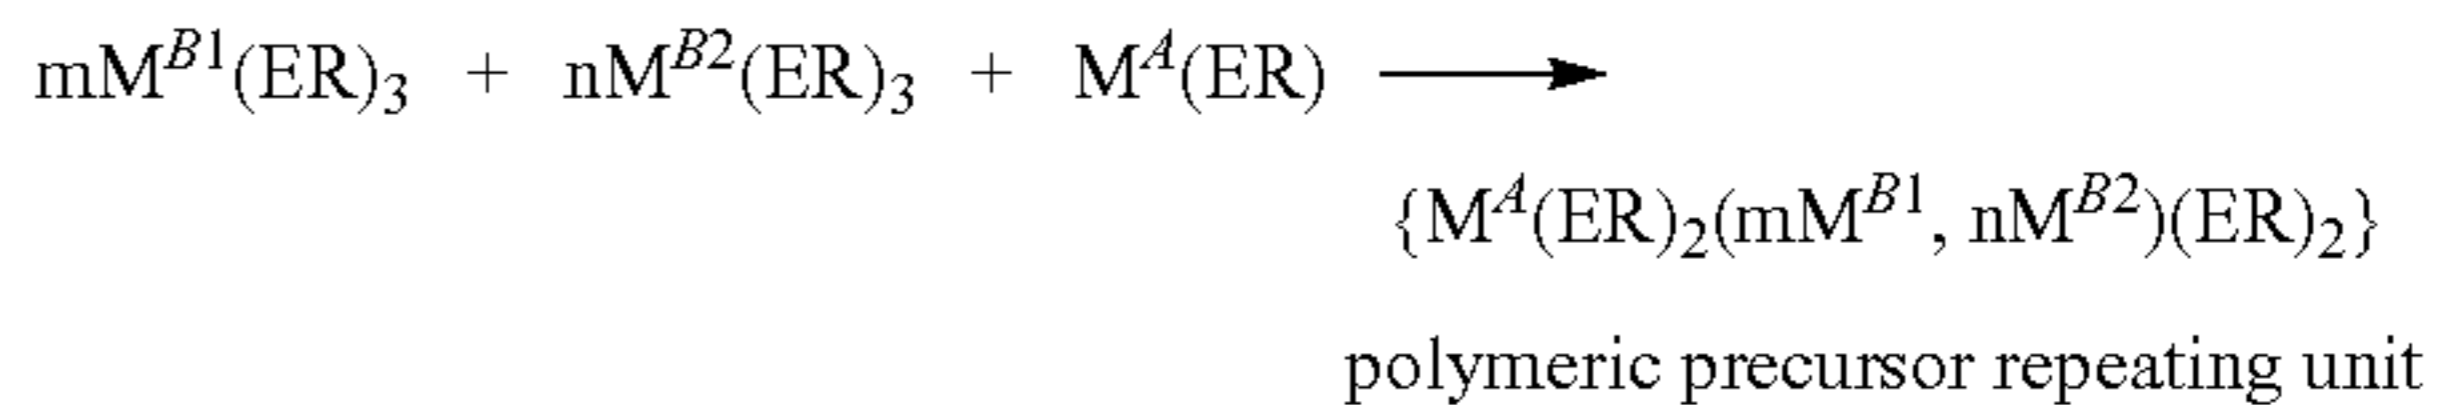 mM^{B1}(ER)_3 + nM^{B2}(ER)_3 + M^A(ER) ⟶
{M^A(ER)_2(mM^{B1}, nM^{B2})(ER)_2}
polymeric precursor repeating unit